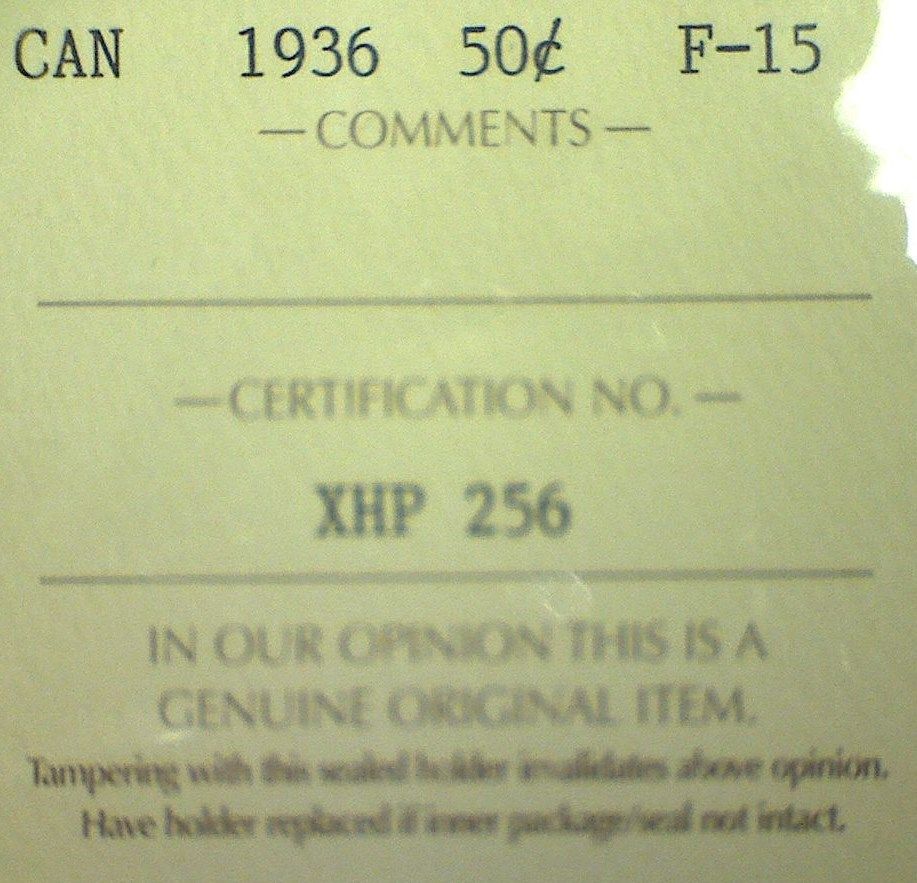 CAN 1936 50¢ F-15
— COMMENTS —
— CERTIFICATION NO. —
XHP 256
IN OUR OPINION THIS IS A
GENUINE ORIGINAL ITEM.
Tampering with this sealed holder invalidates above opinion.
Have holder replaced if inner package/seal not intact.